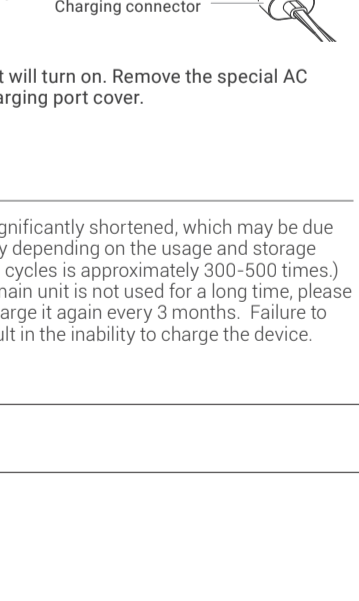 Charging connector
t will turn on. Remove the special AC
arging port cover.
gnificantly shortened, which may be due
y depending on the usage and storage
cycles is approximately 300-500 times.)
nain unit is not used for a long time, please
arge it again every 3 months. Failure to
ult in the inability to charge the device.